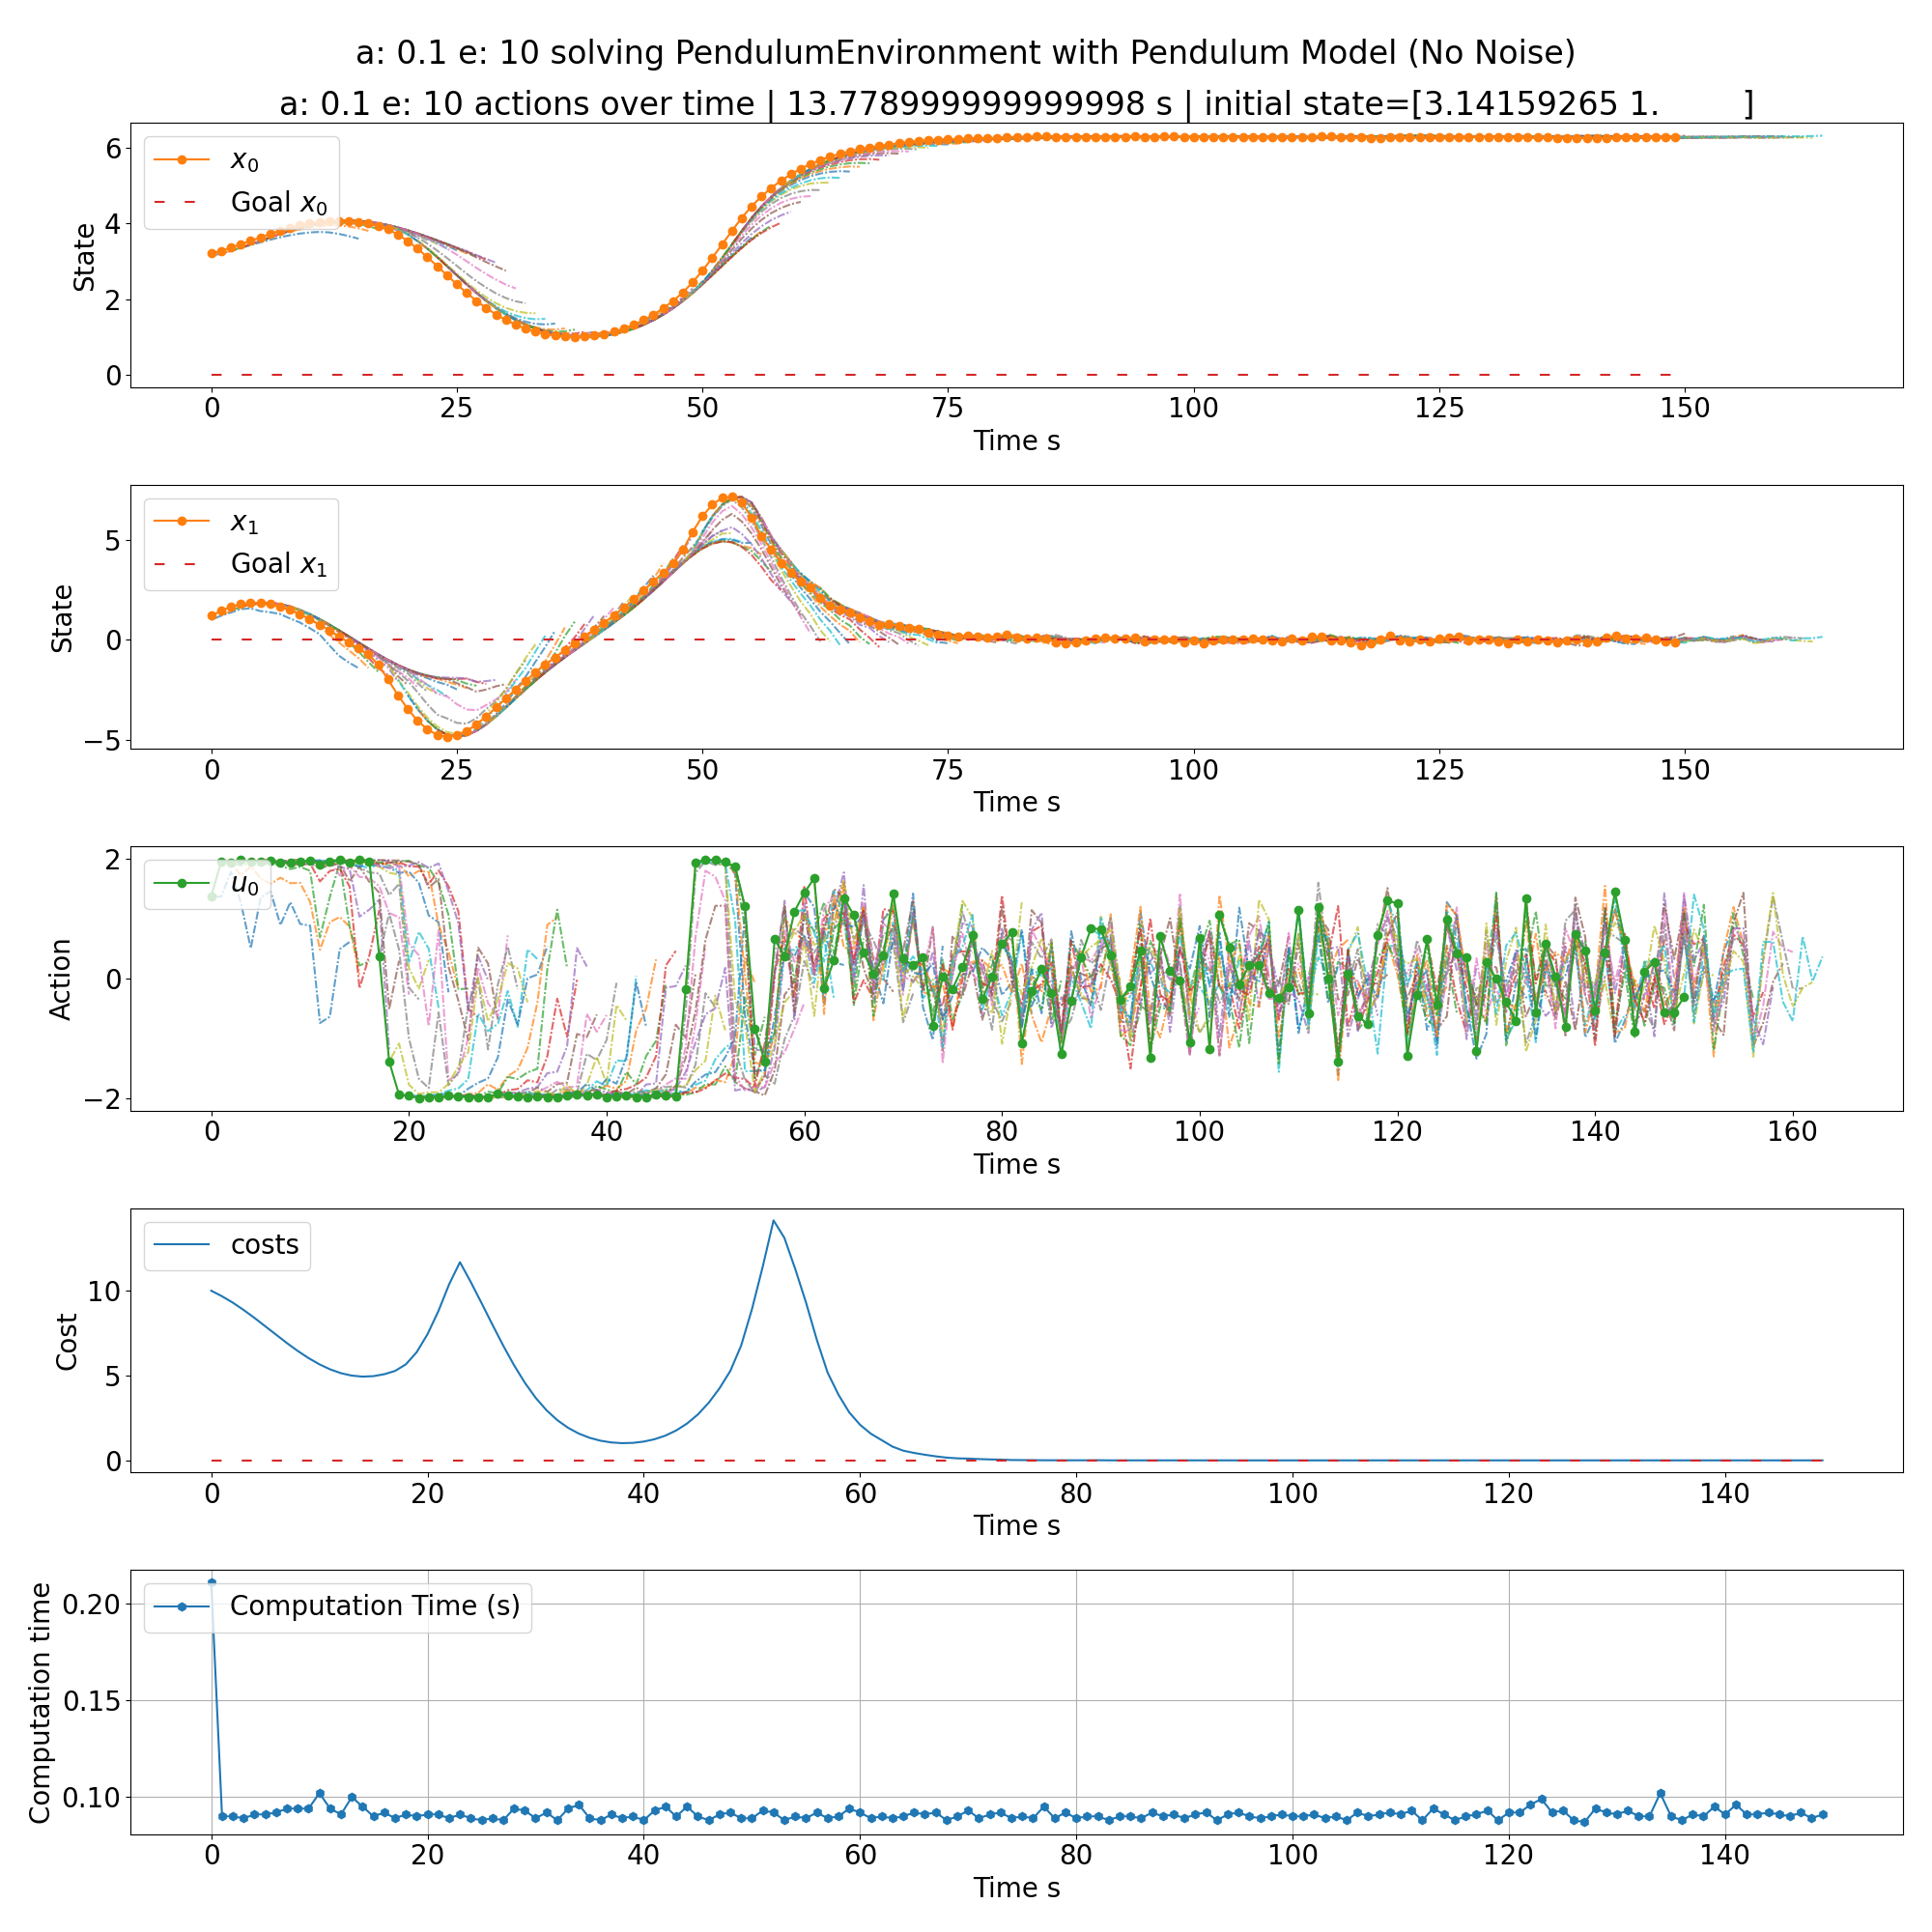 a: 0.1 e: 10 solving PendulumEnvironment with Pendulum Model (No Noise)
a: 0.1 e: 10 actions over time | 13.778999999999998 s | initial state=[3.14159265 1. ]
x₀
Goal x₀
State
6
4
2
0
0 25 50 75 100 125 150
Time s
x₁
Goal x₁
State
5
0
−5
0 25 50 75 100 125 150
Time s
u₀
Action
2
0
−2
0 20 40 60 80 100 120 140 160
Time s
costs
Cost
10
5
0
0 20 40 60 80 100 120 140
Time s
Computation Time (s)
Computation time
0.20
0.15
0.10
0 20 40 60 80 100 120 140
Time s